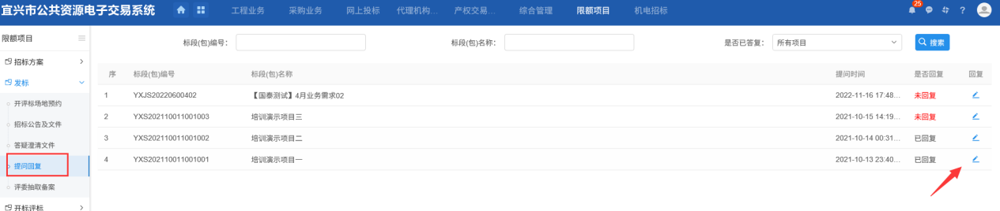 宜兴市公共资源电子交易系统 工程业务 采购业务 网上投标 代理机构... 产权交易... 综合管理 限额项目 机电招标 25 ?
限额项目
招标方案
发标
开评标场地预约
招标公告及文件
答疑澄清文件
提问回复
评委抽取备案
开标评标
标段(包)编号： 标段(包)名称： 是否已答复： 所有项目 搜索
序 标段(包)编号 标段(包)名称 提问时间 是否回复 回复
1 YXJS20220600402 【国泰测试】4月业务需求02 2022-11-16 17:48... 未回复
2 YXS202110011001003 培训演示项目三 2021-10-15 14:19... 未回复
3 YXS202110011001002 培训演示项目二 2021-10-14 00:31... 已回复
4 YXS202110011001001 培训演示项目一 2021-10-13 23:40... 已回复